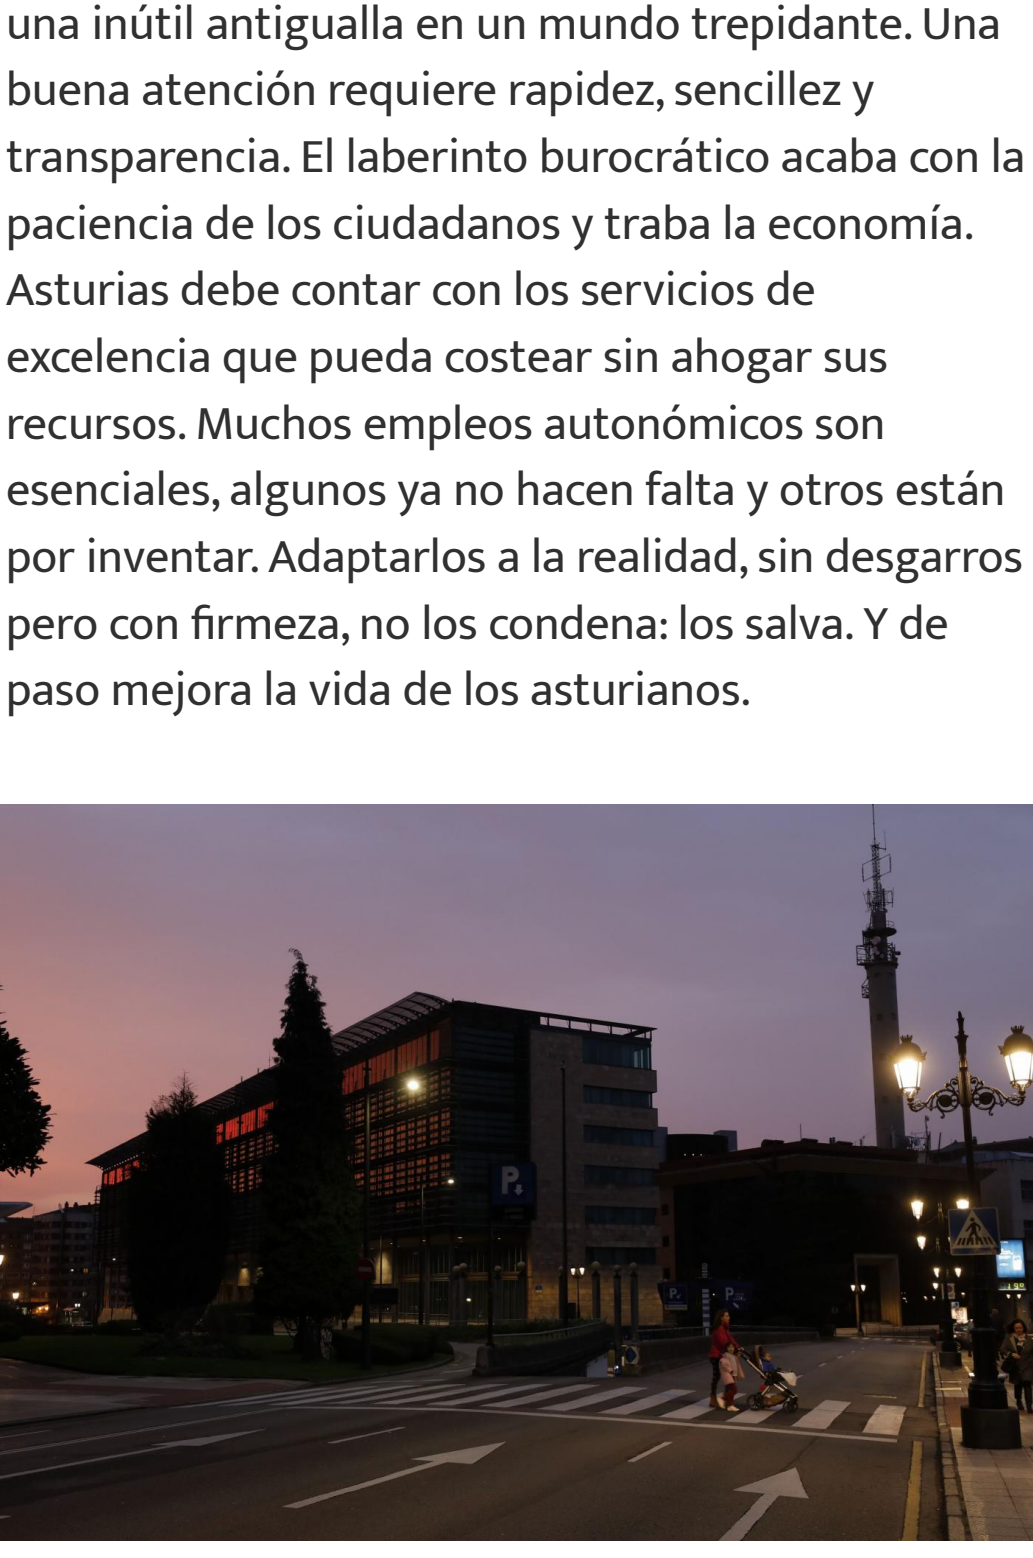 una inútil antigualla en un mundo trepidante. Una
buena atención requiere rapidez, sencillez y
transparencia. El laberinto burocrático acaba con la
paciencia de los ciudadanos y traba la economía.
Asturias debe contar con los servicios de
excelencia que pueda costear sin ahogar sus
recursos. Muchos empleos autonómicos son
esenciales, algunos ya no hacen falta y otros están
por inventar. Adaptarlos a la realidad, sin desgarros
pero con firmeza, no los condena: los salva. Y de
paso mejora la vida de los asturianos.
P
P
P